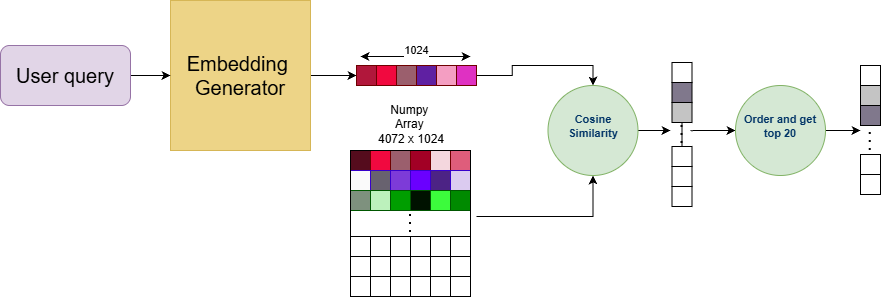 User query
Embedding
Generator
1024
Numpy
Array
4072 x 1024
Cosine
Similarity
Order and get
top 20